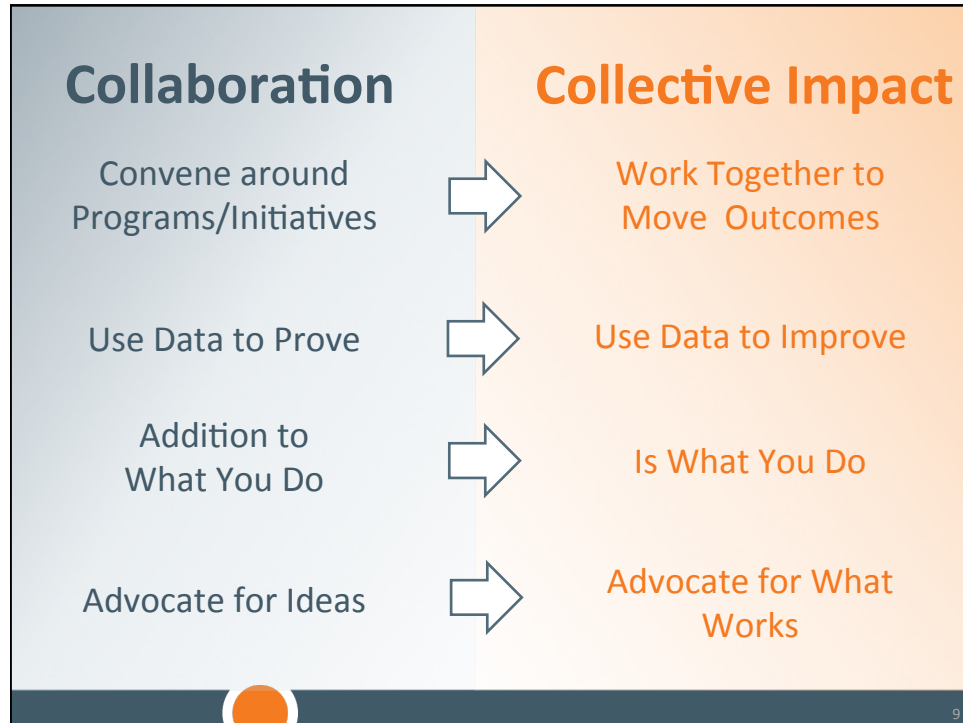 Collaboration
Collective Impact
Convene around
Programs/Initiatives
Work Together to
Move Outcomes
Use Data to Prove
Use Data to Improve
Addition to
What You Do
Is What You Do
Advocate for Ideas
Advocate for What
Works
9